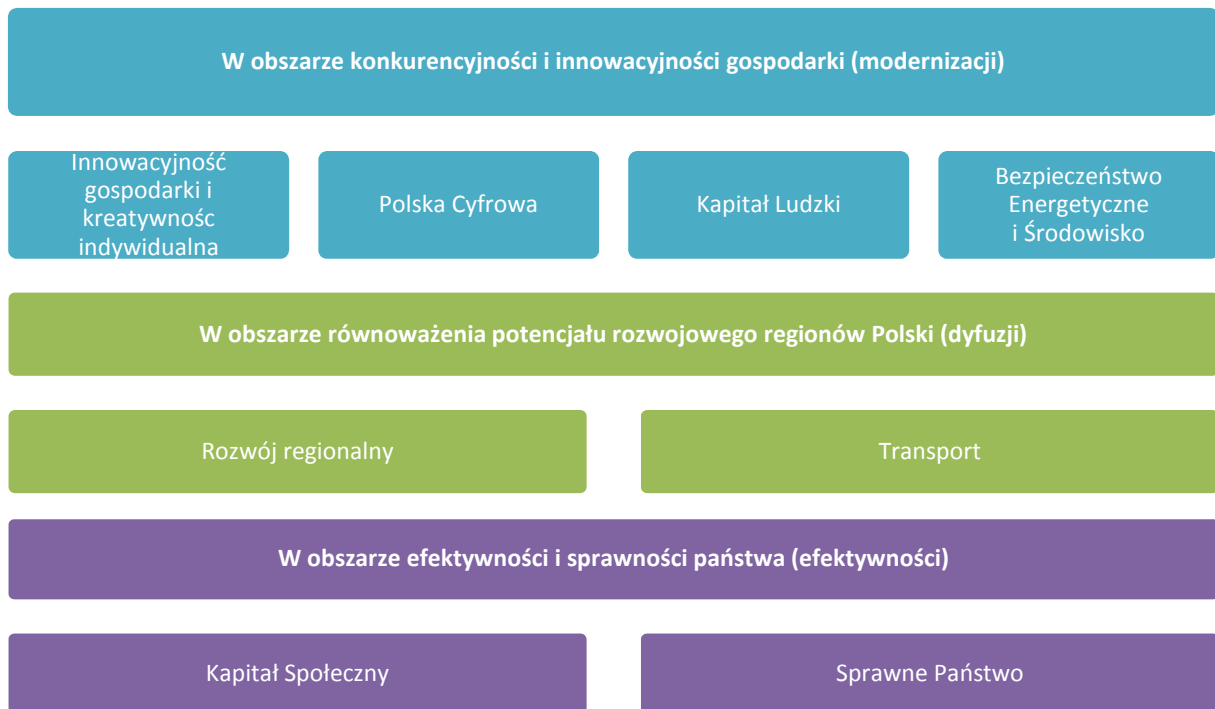 W obszarze konkurencyjności i innowacyjności gospodarki (modernizacji)
Innowacyjność
gospodarki i
kreatywnośc
indywidualna
Polska Cyfrowa
Kapitał Ludzki
Bezpieczeństwo
Energetyczne
i Środowisko
W obszarze równoważenia potencjału rozwojowego regionów Polski (dyfuzji)
Rozwój regionalny
Transport
W obszarze efektywności i sprawności państwa (efektywności)
Kapitał Społeczny
Sprawne Państwo